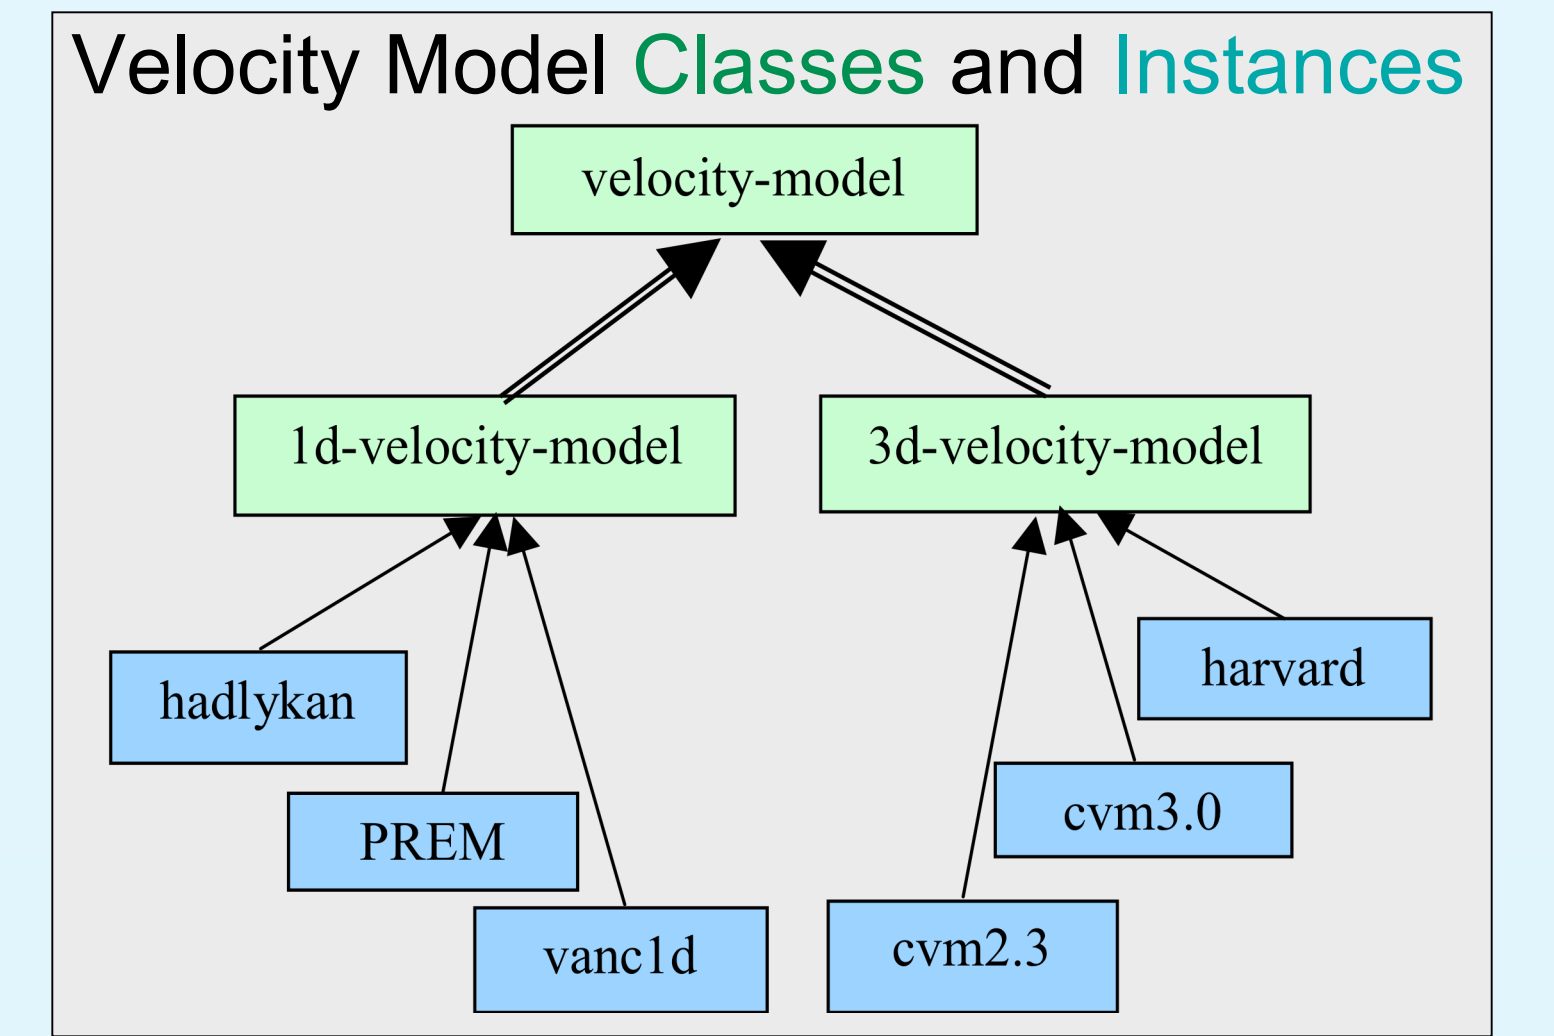 Velocity Model Classes and Instances
velocity-model
1d-velocity-model
3d-velocity-model
hadlykan
harvard
PREM
cvm3.0
vanc1d
cvm2.3